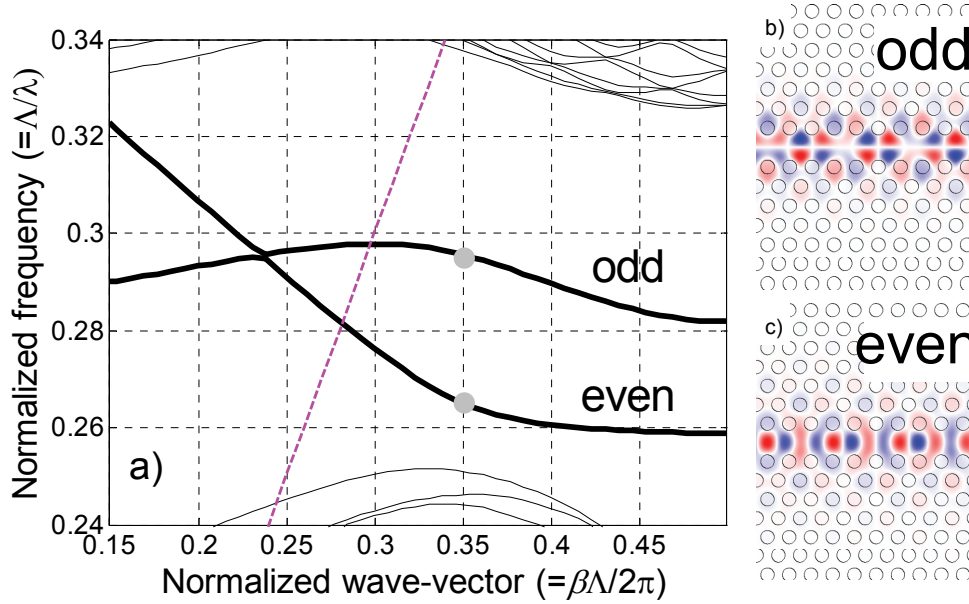 0.34
0.32
0.3
0.28
0.26
0.24
Normalized frequency (=Λ/λ)
odd
even
a)
0.15 0.2 0.25 0.3 0.35 0.4 0.45
Normalized wave-vector (=βΛ/2π)
b)
odd
c)
even